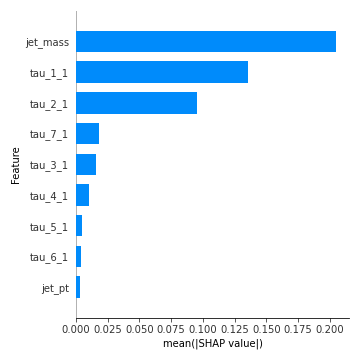 jet_mass
tau_1_1
tau_2_1
tau_7_1
tau_3_1
tau_4_1
tau_5_1
tau_6_1
jet_pt
Feature
0.000 0.025 0.050 0.075 0.100 0.125 0.150 0.175 0.200
mean(|SHAP value|)